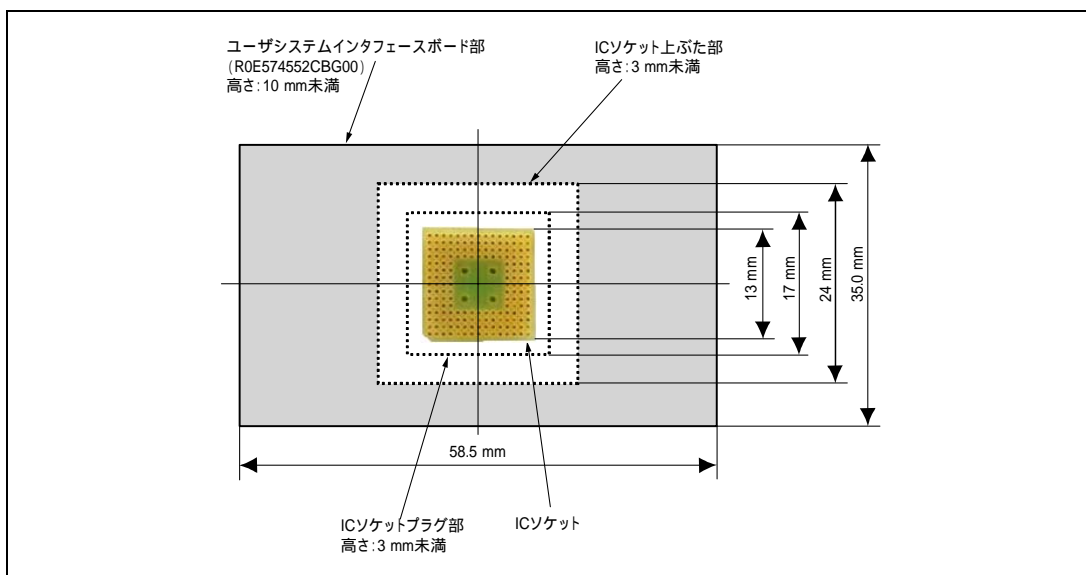 ユーザシステムインタフェースボード部
(R0E574552CBG00)
高さ:10 mm未満
ICソケット上ぶた部
高さ:3 mm未満
13 mm
17 mm
24 mm
35.0 mm
58.5 mm
ICソケットプラグ部
高さ:3 mm未満
ICソケット